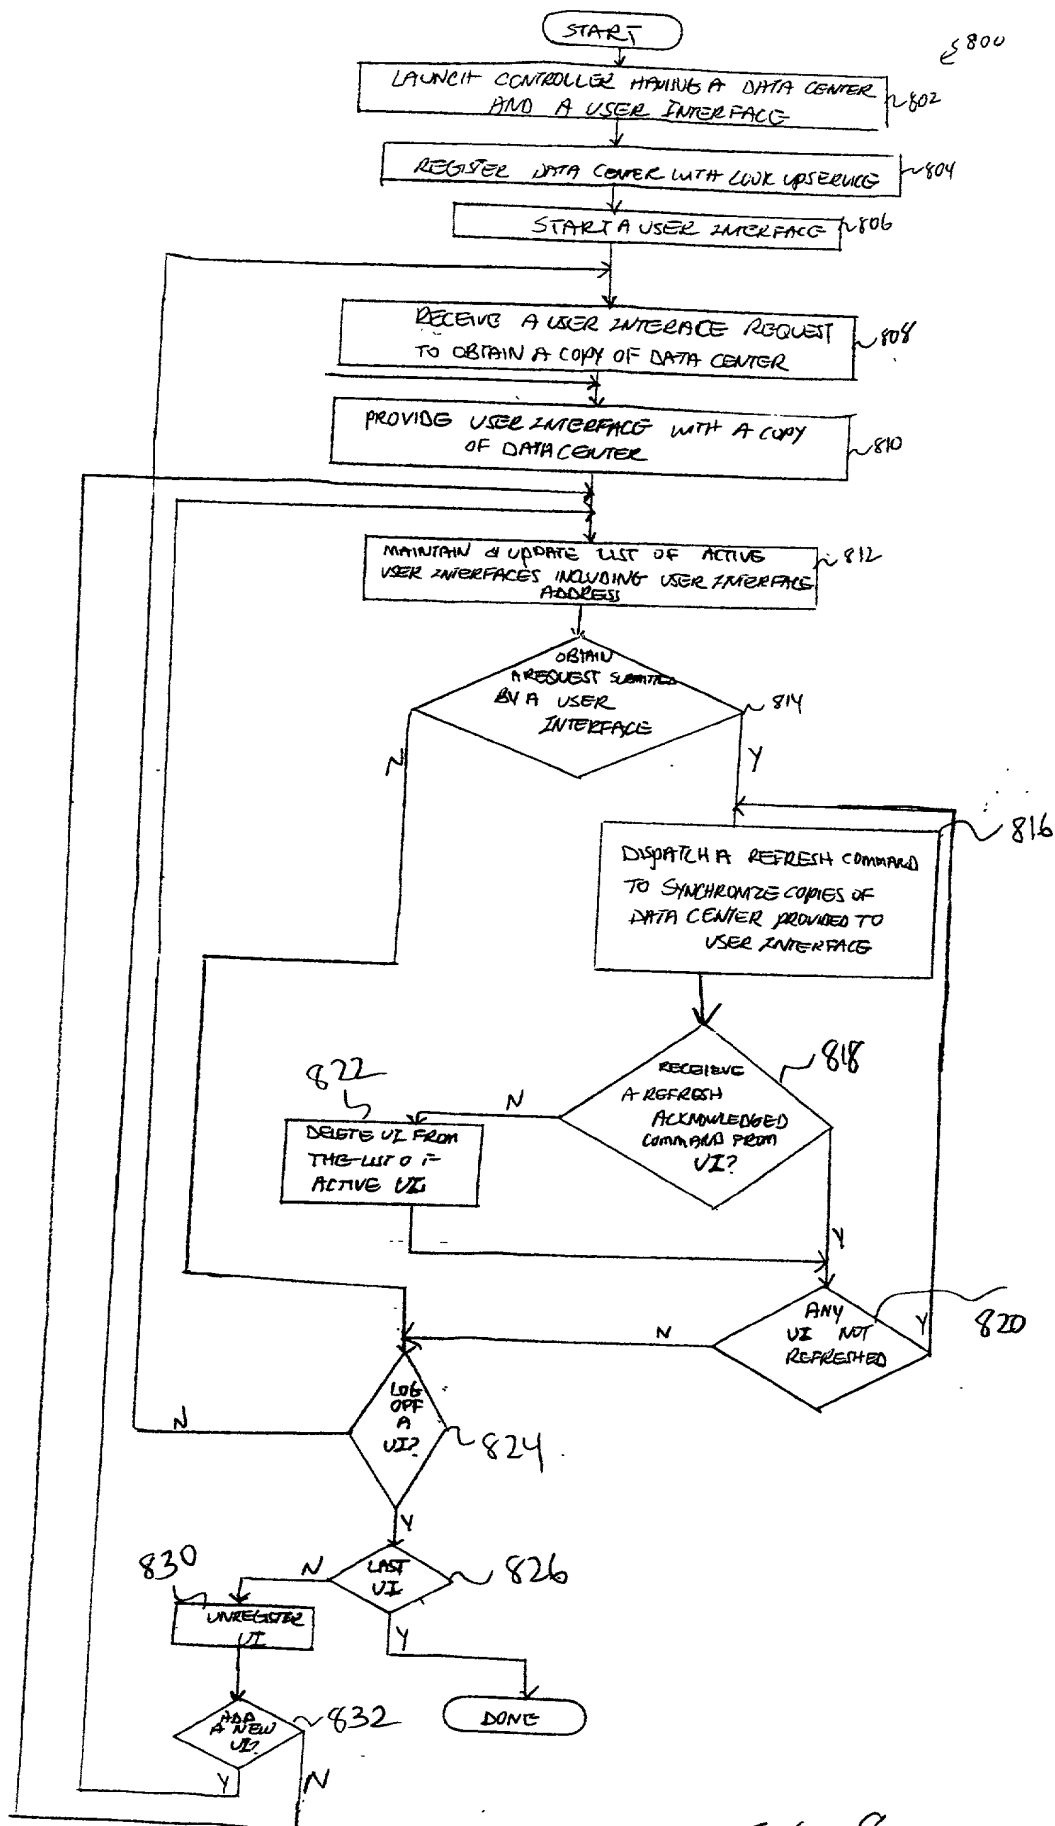 START
800
LAUNCH CONTROLLER HAVING A DATA CENTER
AND A USER INTERFACE
802
REGISTER DATA CENTER WITH LOOK UPSERVICE
804
START A USER INTERFACE
806
RECEIVE A USER INTERACE REQUEST
TO OBTAIN A COPY OF DATA CENTER
808
PROVIDE USER INTERFACE WITH A COPY
OF DATA CENTER
810
MAINTAIN & UPDATE LIST OF ACTIVE
USER INTERFACES INCLUDING USER INTERFACE
ADDRESS
812
OBTAIN
A REQUEST SUBMITTED
BY A USER
INTERFACE
814
N
Y
816
DISPATCH A REFRESH COMMAND
TO SYNCHRONIZE COPIES OF
DATA CENTER PROVIDED TO
USER INTERFACE
818
RECEIEVE
A REFRESH
ACKNOWLEDGED
COMMAND FROM
UI?
N
822
DELETE UI FROM
THE LIST OF
ACTIVE UI
Y
ANY
UI NOT
REFRESHED
Y
820
N
LOG
OFF
A
UI?
824
N
Y
LAST
UI
826
N
830
UNREGISTER
UI
Y
DONE
ADD
A NEW
UI?
832
Y
N